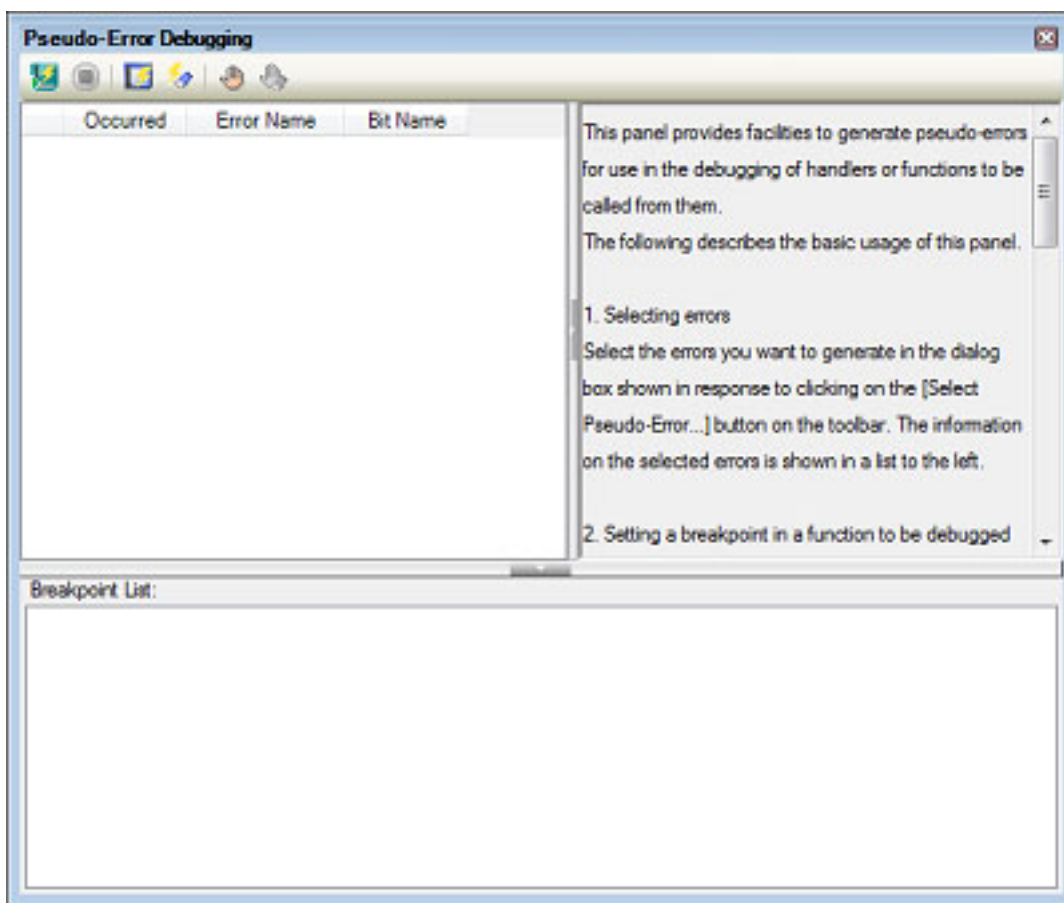 Pseudo-Error Debugging
Occurred Error Name Bit Name
This panel provides facilities to generate pseudo-errors
for use in the debugging of handlers or functions to be
called from them.
The following describes the basic usage of this panel.
1. Selecting errors
Select the errors you want to generate in the dialog
box shown in response to clicking on the [Select
Pseudo-Error...] button on the toolbar. The information
on the selected errors is shown in a list to the left.
2. Setting a breakpoint in a function to be debugged
Breakpoint List: